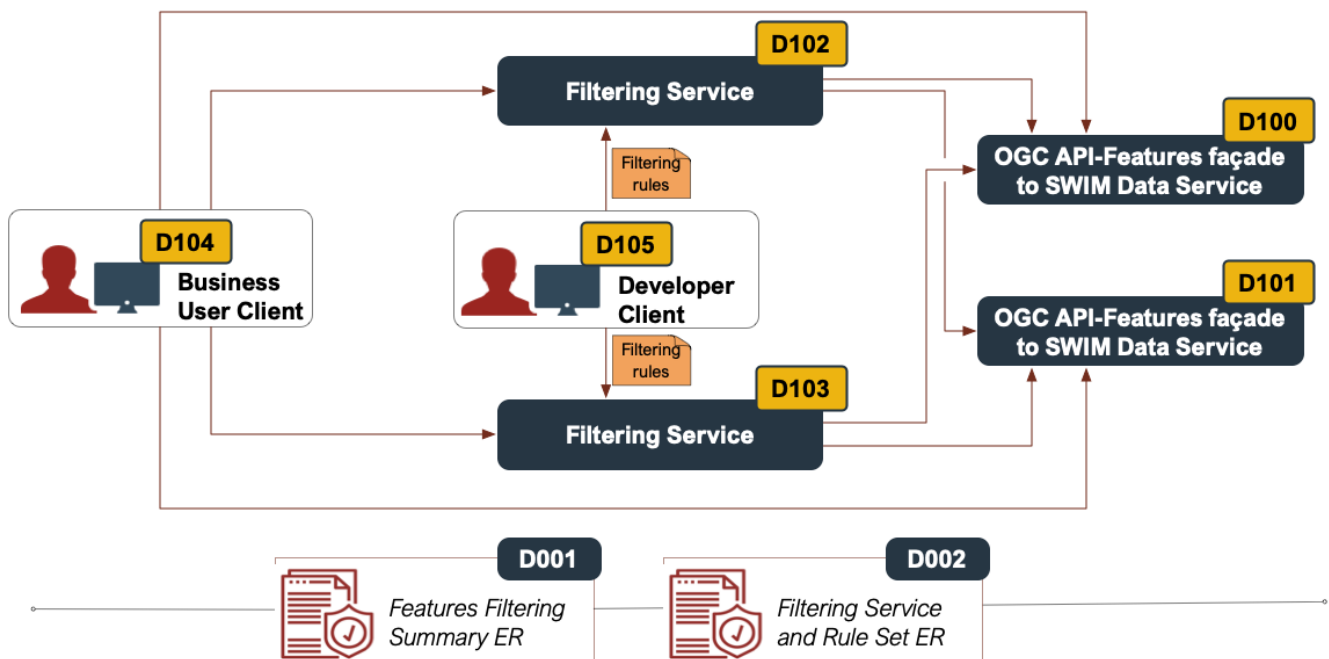 D102
Filtering Service
D100
OGC API-Features façade
to SWIM Data Service
Filtering
rules
D104
Business
User Client
D105
Developer
Client
D101
OGC API-Features façade
to SWIM Data Service
Filtering
rules
D103
Filtering Service
D001
Features Filtering
Summary ER
D002
Filtering Service
and Rule Set ER